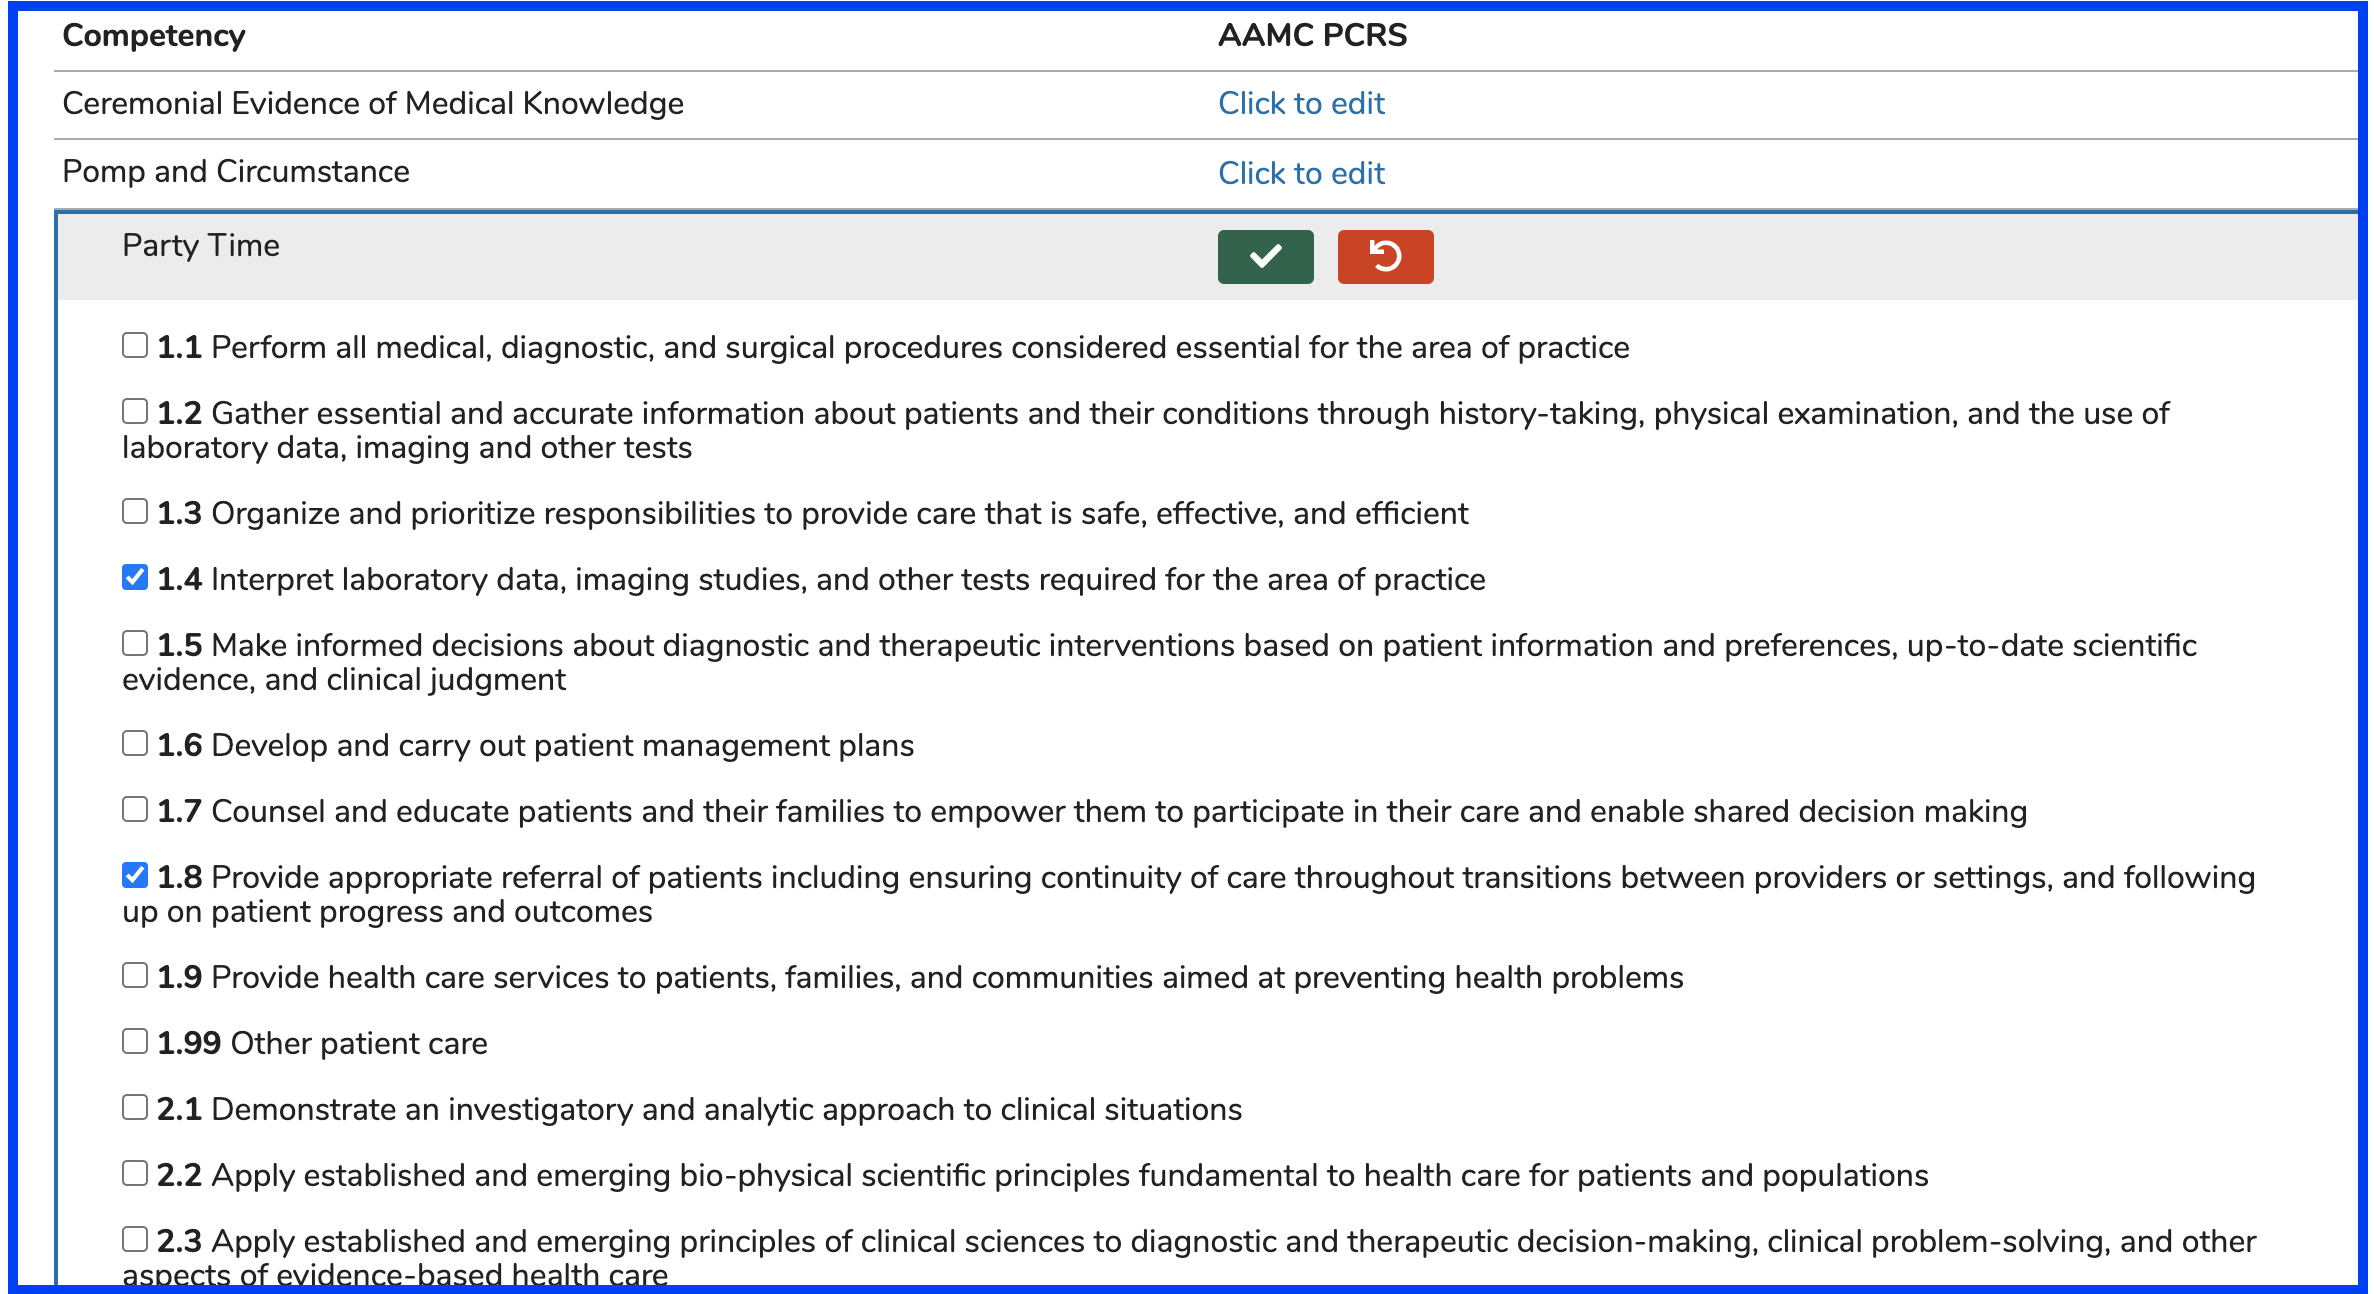 Competency AAMC PCRS
Ceremonial Evidence of Medical Knowledge Click to edit
Pomp and Circumstance Click to edit
Party Time
1.1 Perform all medical, diagnostic, and surgical procedures considered essential for the area of practice
1.2 Gather essential and accurate information about patients and their conditions through history-taking, physical examination, and the use of
laboratory data, imaging and other tests
1.3 Organize and prioritize responsibilities to provide care that is safe, effective, and efficient
1.4 Interpret laboratory data, imaging studies, and other tests required for the area of practice
1.5 Make informed decisions about diagnostic and therapeutic interventions based on patient information and preferences, up-to-date scientific
evidence, and clinical judgment
1.6 Develop and carry out patient management plans
1.7 Counsel and educate patients and their families to empower them to participate in their care and enable shared decision making
1.8 Provide appropriate referral of patients including ensuring continuity of care throughout transitions between providers or settings, and following
up on patient progress and outcomes
1.9 Provide health care services to patients, families, and communities aimed at preventing health problems
1.99 Other patient care
2.1 Demonstrate an investigatory and analytic approach to clinical situations
2.2 Apply established and emerging bio-physical scientific principles fundamental to health care for patients and populations
2.3 Apply established and emerging principles of clinical sciences to diagnostic and therapeutic decision-making, clinical problem-solving, and other
aspects of evidence-based health care